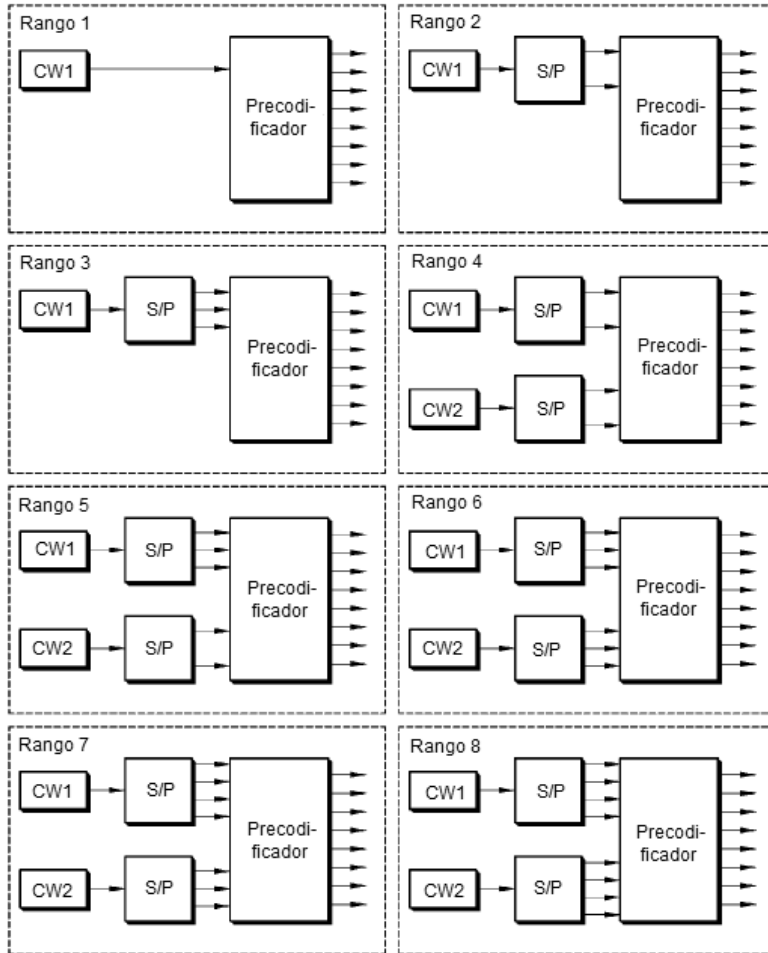 Rango 1
CW1
Precodi-
ficador
Rango 2
CW1
S/P
Precodi-
ficador
Rango 3
CW1
S/P
Precodi-
ficador
Rango 4
CW1
S/P
CW2
S/P
Precodi-
ficador
Rango 5
CW1
S/P
CW2
S/P
Precodi-
ficador
Rango 6
CW1
S/P
CW2
S/P
Precodi-
ficador
Rango 7
CW1
S/P
CW2
S/P
Precodi-
ficador
Rango 8
CW1
S/P
CW2
S/P
Precodi-
ficador